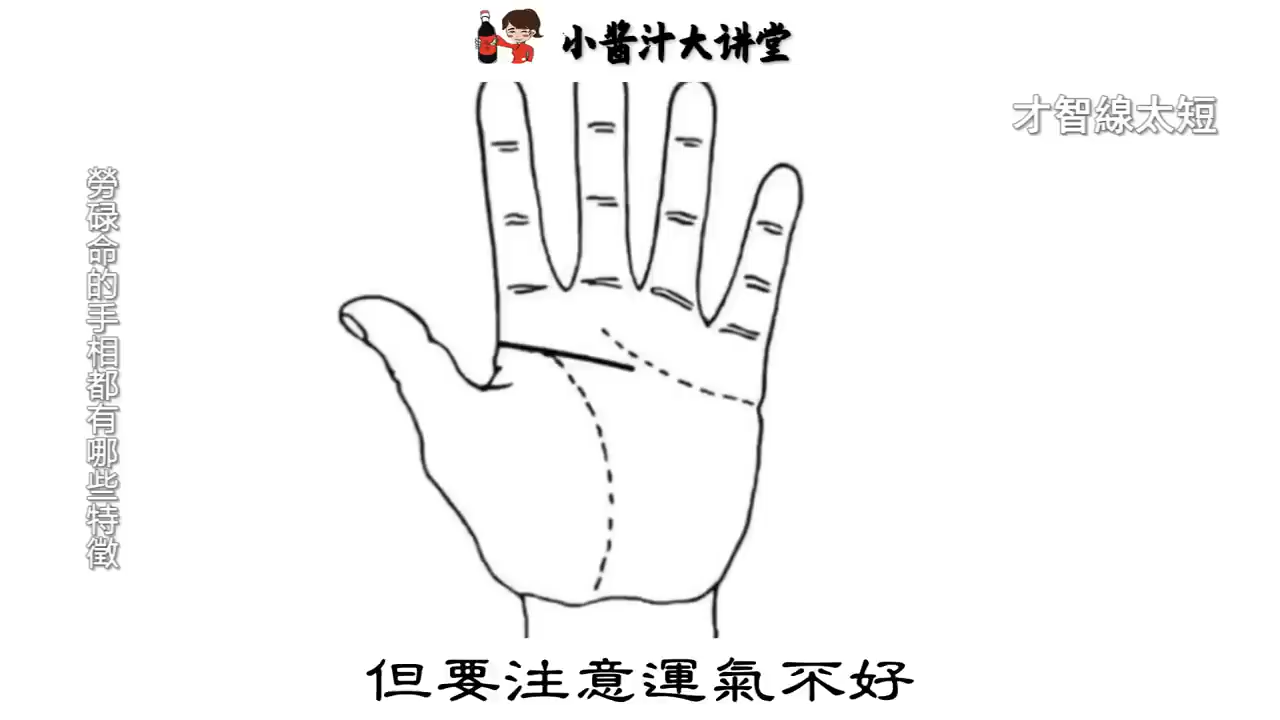 小酱汁大讲堂
才智線太短
勞碌命的手相都有哪些特徵
但要注意運氣不好